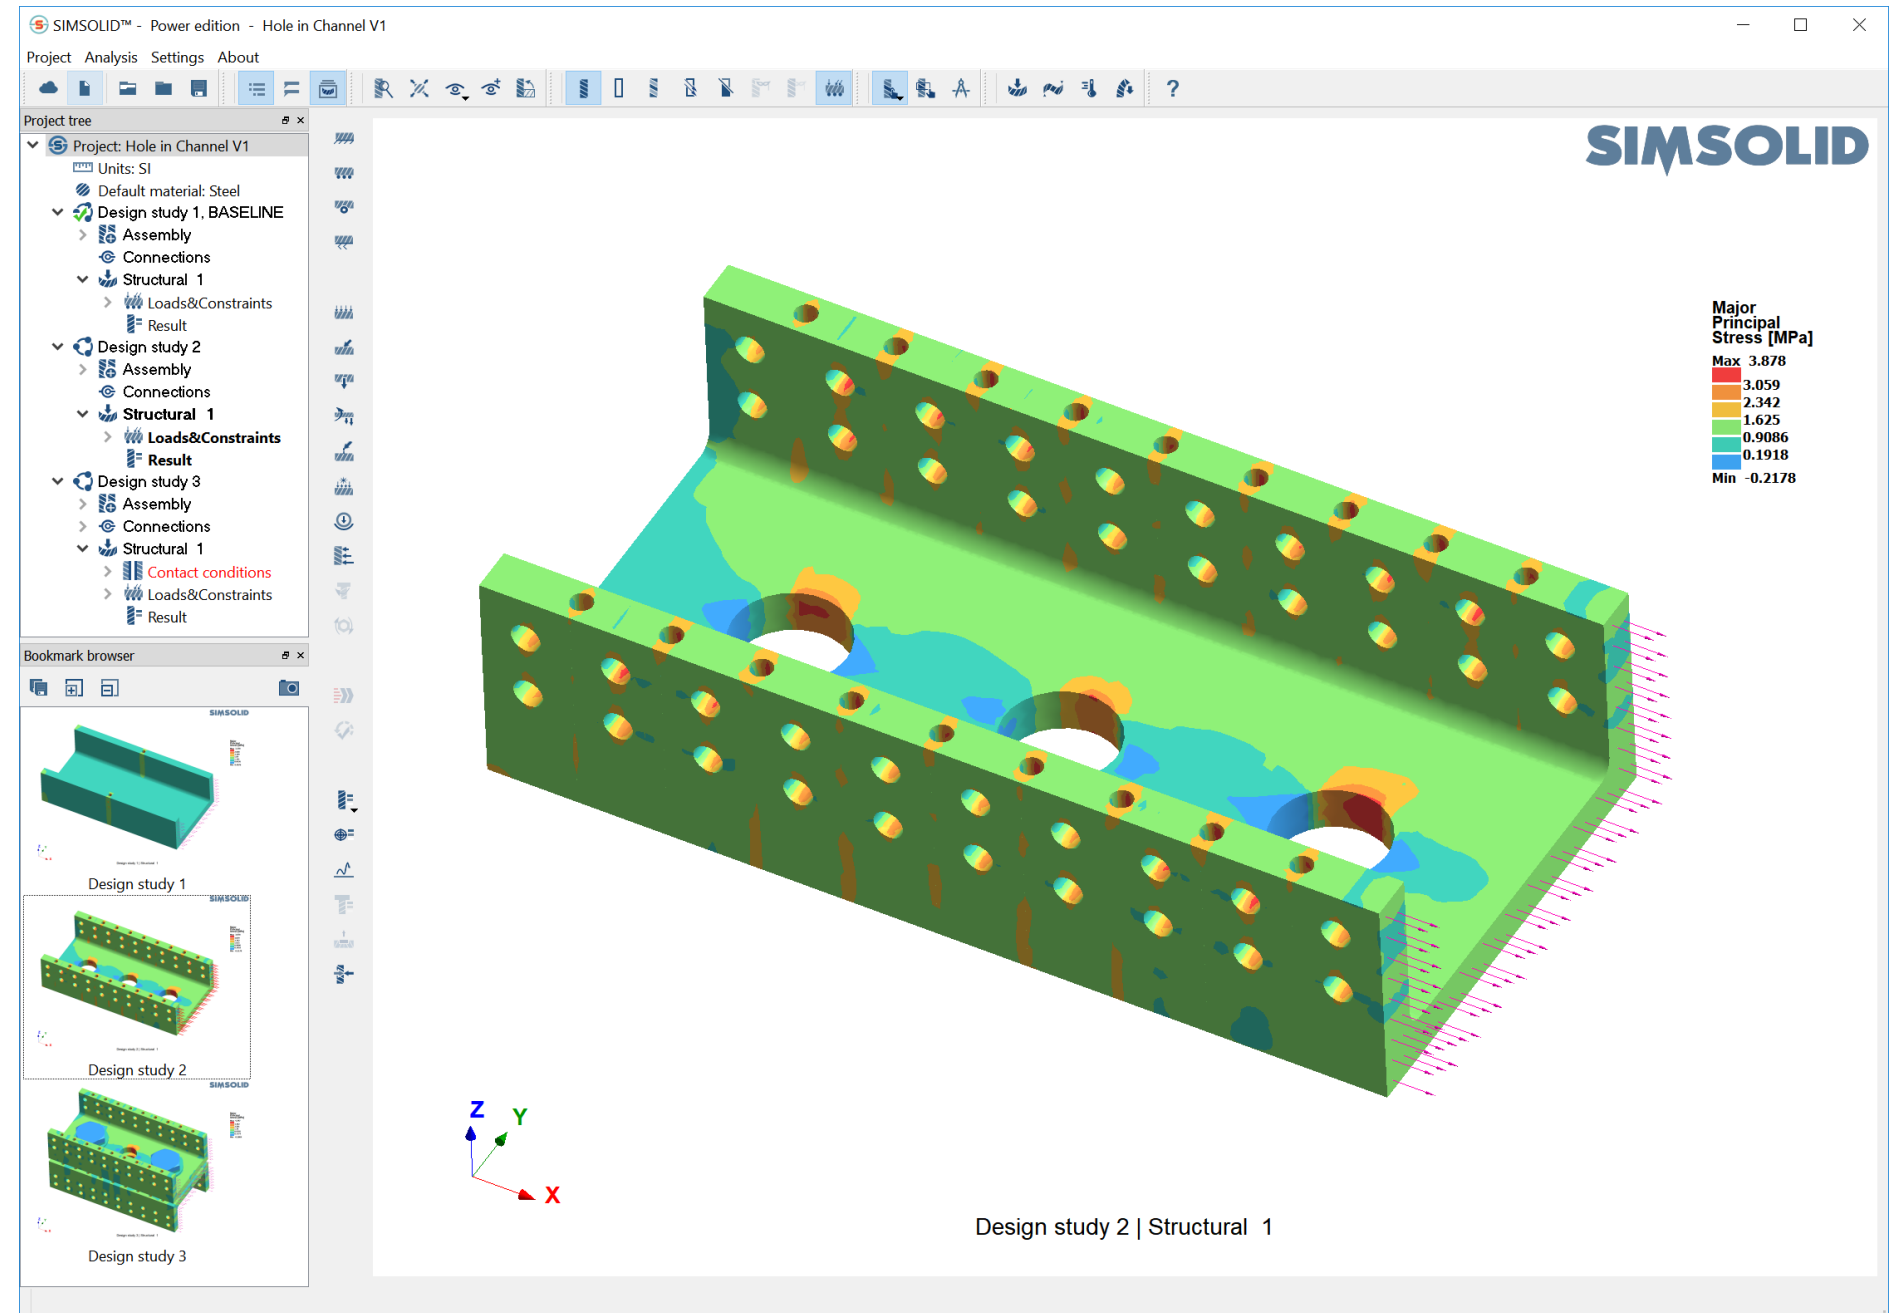 SIMSOLID™ - Power edition - Hole in Channel V1
Project Analysis Settings About
?
Project tree
Project: Hole in Channel V1
Units: SI
Default material: Steel
Design study 1, BASELINE
Assembly
Connections
Structural 1
Loads&Constraints
Result
Design study 2
Assembly
Connections
Structural 1
Loads&Constraints
Result
Design study 3
Assembly
Connections
Structural 1
Contact conditions
Loads&Constraints
Result
Bookmark browser
SIMSOLID
Design study 1
SIMSOLID
Design study 2
SIMSOLID
Design study 3
SIMSOLID
Major
Principal
Stress [MPa]
Max 3.878
3.059
2.342
1.625
0.9086
0.1918
Min -0.2178
Z
Y
X
Design study 2 | Structural 1